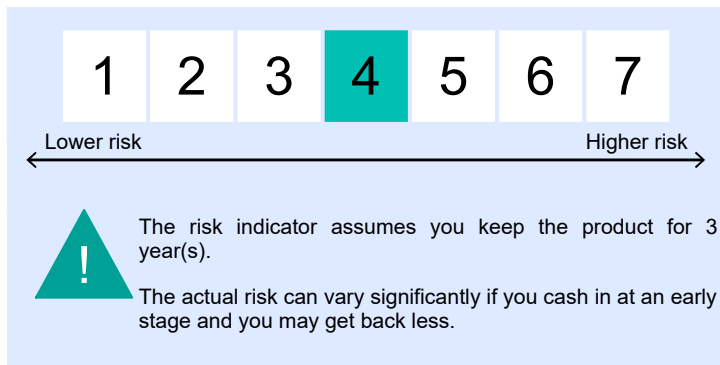 1 2 3 4 5 6 7
Lower risk Higher risk
The risk indicator assumes you keep the product for 3
year(s).
!
The actual risk can vary significantly if you cash in at an early
stage and you may get back less.